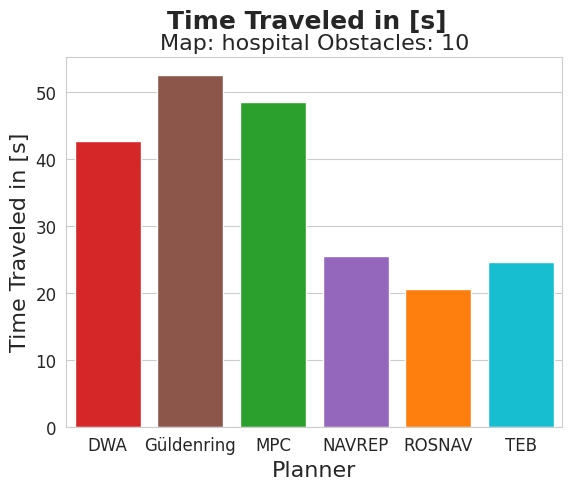 Time Traveled in [s]
Map: hospital Obstacles: 10
Time Traveled in [s]
50
40
30
20
10
0
DWA Güldenring MPC NAVREP ROSNAV TEB
Planner